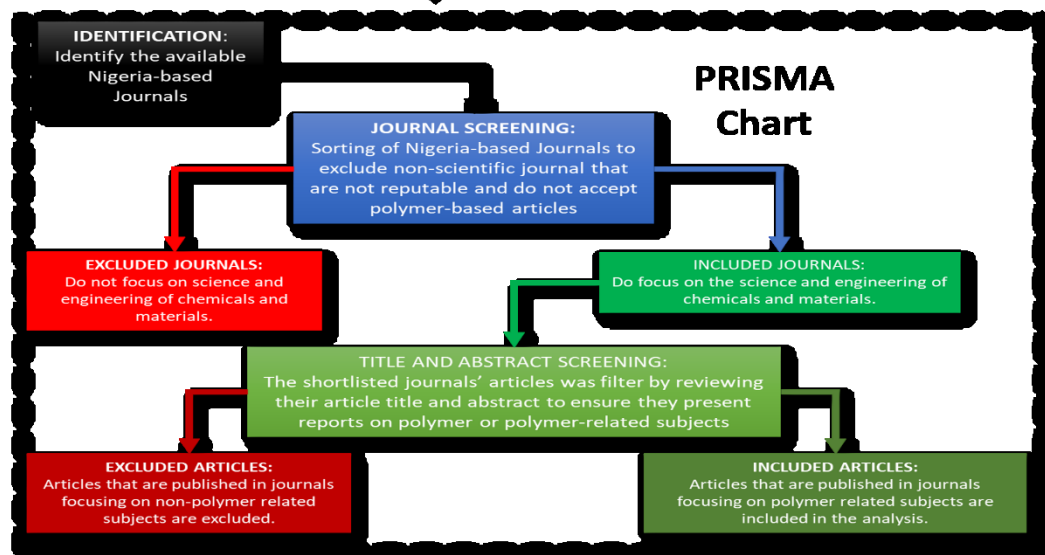 IDENTIFICATION:
Identify the available
Nigeria-based
Journals
PRISMA
Chart
JOURNAL SCREENING:
Sorting of Nigeria-based Journals to
exclude non-scientific journal that
are not reputable and do not accept
polymer-based articles
EXCLUDED JOURNALS:
Do not focus on science and
engineering of chemicals and
materials.
INCLUDED JOURNALS:
Do focus on the science and engineering of
chemicals and materials.
TITLE AND ABSTRACT SCREENING:
The shortlisted journals’ articles was filter by reviewing
their article title and abstract to ensure they present
reports on polymer or polymer-related subjects
EXCLUDED ARTICLES:
Articles that are published in journals
focusing on non-polymer related
subjects are excluded.
INCLUDED ARTICLES:
Articles that are published in journals
focusing on polymer related subjects are
included in the analysis.